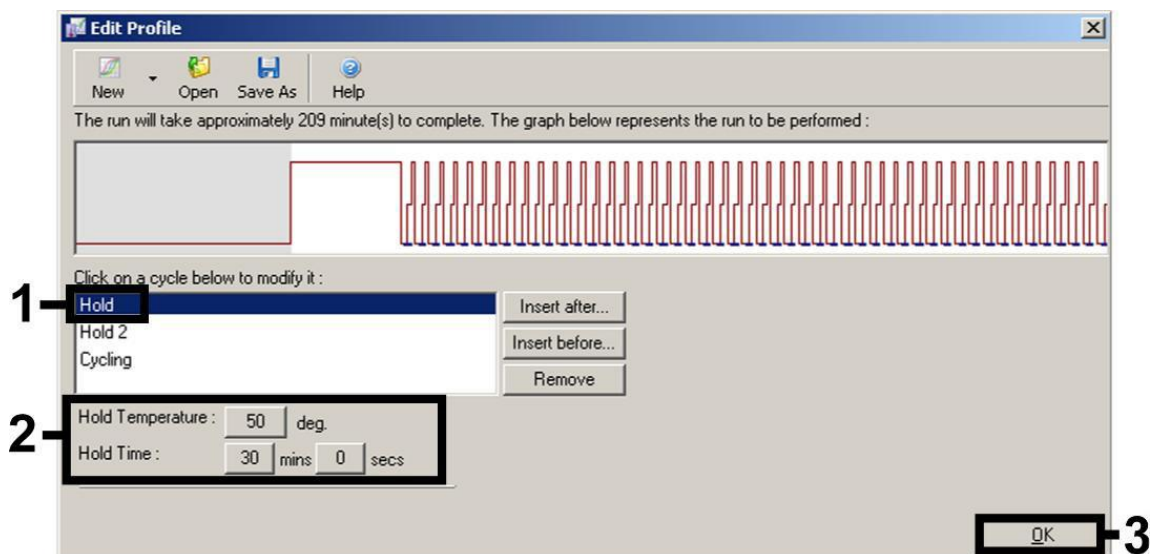 Edit Profile
New Open Save As Help
The run will take approximately 209 minute(s) to complete. The graph below represents the run to be performed :
Click on a cycle below to modify it :
1 Hold Insert after...
Hold 2 Insert before...
Cycling
Remove
2 Hold Temperature : 50 deg.
Hold Time : 30 mins 0 secs
OK 3